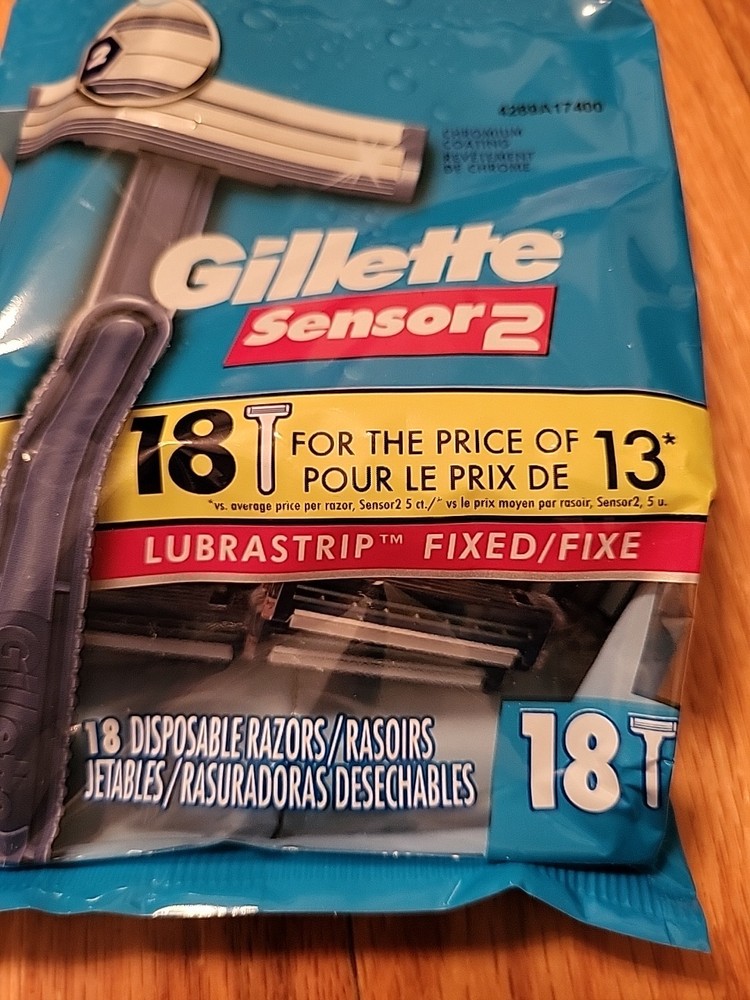 2
4289A17400
CHROMIUM
COATING
REVÊTEMENT
DE CHROME
Gillette
Sensor2
18 FOR THE PRICE OF 13*
POUR LE PRIX DE
*vs. average price per razor, Sensor2 5 ct./* vs le prix moyen par rasoir, Sensor2, 5 u.
LUBRASTRIP™ FIXED/FIXE
Gillette
18 DISPOSABLE RAZORS/RASOIRS
JETABLES/RASURADORAS DESECHABLES
18